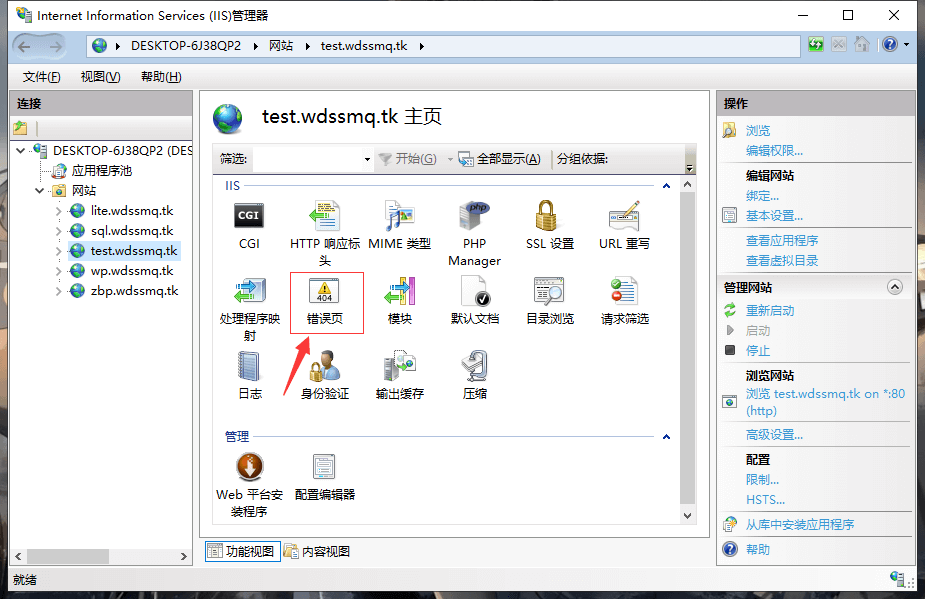 Internet Information Services (IIS)管理器
DESKTOP-6J38QP2 网站 test.wdssmq.tk
文件(F) 视图(V) 帮助(H)
连接
DESKTOP-6J38QP2 (DES
应用程序池
网站
lite.wdssmq.tk
sql.wdssmq.tk
test.wdssmq.tk
wp.wdssmq.tk
zbp.wdssmq.tk
test.wdssmq.tk 主页
筛选: 开始(G) 全部显示(A) 分组依据:
IIS
CGI
CGI
HTTP 响应标
头
MIME 类型
php
PHP
Manager
SSL 设置
URL 重写
处理程序映
射
404
错误页
模块
默认文档
目录浏览
请求筛选
日志
身份验证
输出缓存
压缩
管理
Web 平台安
装程序
配置编辑器
功能视图 内容视图
操作
浏览
编辑权限...
编辑网站
绑定...
基本设置...
查看应用程序
查看虚拟目录
管理网站
重新启动
启动
停止
浏览网站
浏览 test.wdssmq.tk on *:80
(http)
高级设置...
配置
限制...
HSTS...
从库中安装应用程序
帮助
就绪